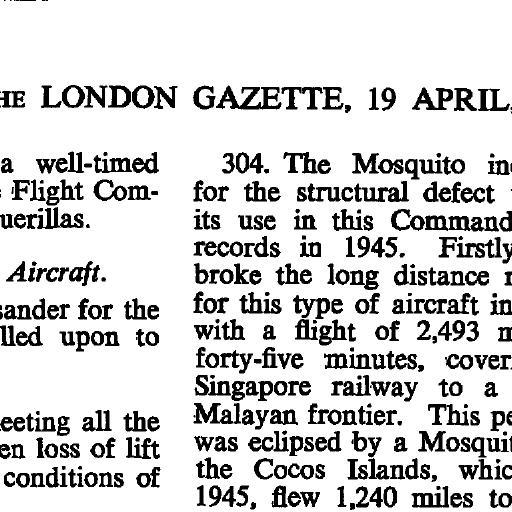 HE LONDON GAZETTE, 19 APRIL,
a well-timed
Flight Com-
uerillas.
Aircraft.
sander for the
lled upon to
eeting all the
en loss of lift
conditions of
304. The Mosquito in
for the structural defect
its use in this Command
records in 1945. Firstly
broke the long distance
for this type of aircraft in
with a flight of 2,493 m
forty-five minutes, cover
Singapore railway to a
Malayan frontier. This pe
was eclipsed by a Mosquit
the Cocos Islands, whic
1945, flew 1,240 miles to